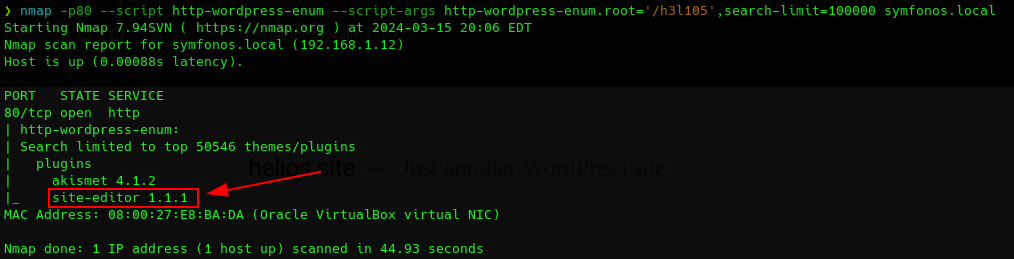 ❯ nmap -p80 --script http-wordpress-enum --script-args http-wordpress-enum.root='/h3l105',search-limit=100000 symfonos.local
Starting Nmap 7.94SVN ( https://nmap.org ) at 2024-03-15 20:06 EDT
Nmap scan report for symfonos.local (192.168.1.12)
Host is up (0.00088s latency).
PORT   STATE SERVICE
80/tcp open  http
| http-wordpress-enum:
| Search limited to top 50546 themes/plugins
|   plugins
helios site — Just another WordPress site
|     akismet 4.1.2
|_    site-editor 1.1.1
MAC Address: 08:00:27:E8:BA:DA (Oracle VirtualBox virtual NIC)
Nmap done: 1 IP address (1 host up) scanned in 44.93 seconds